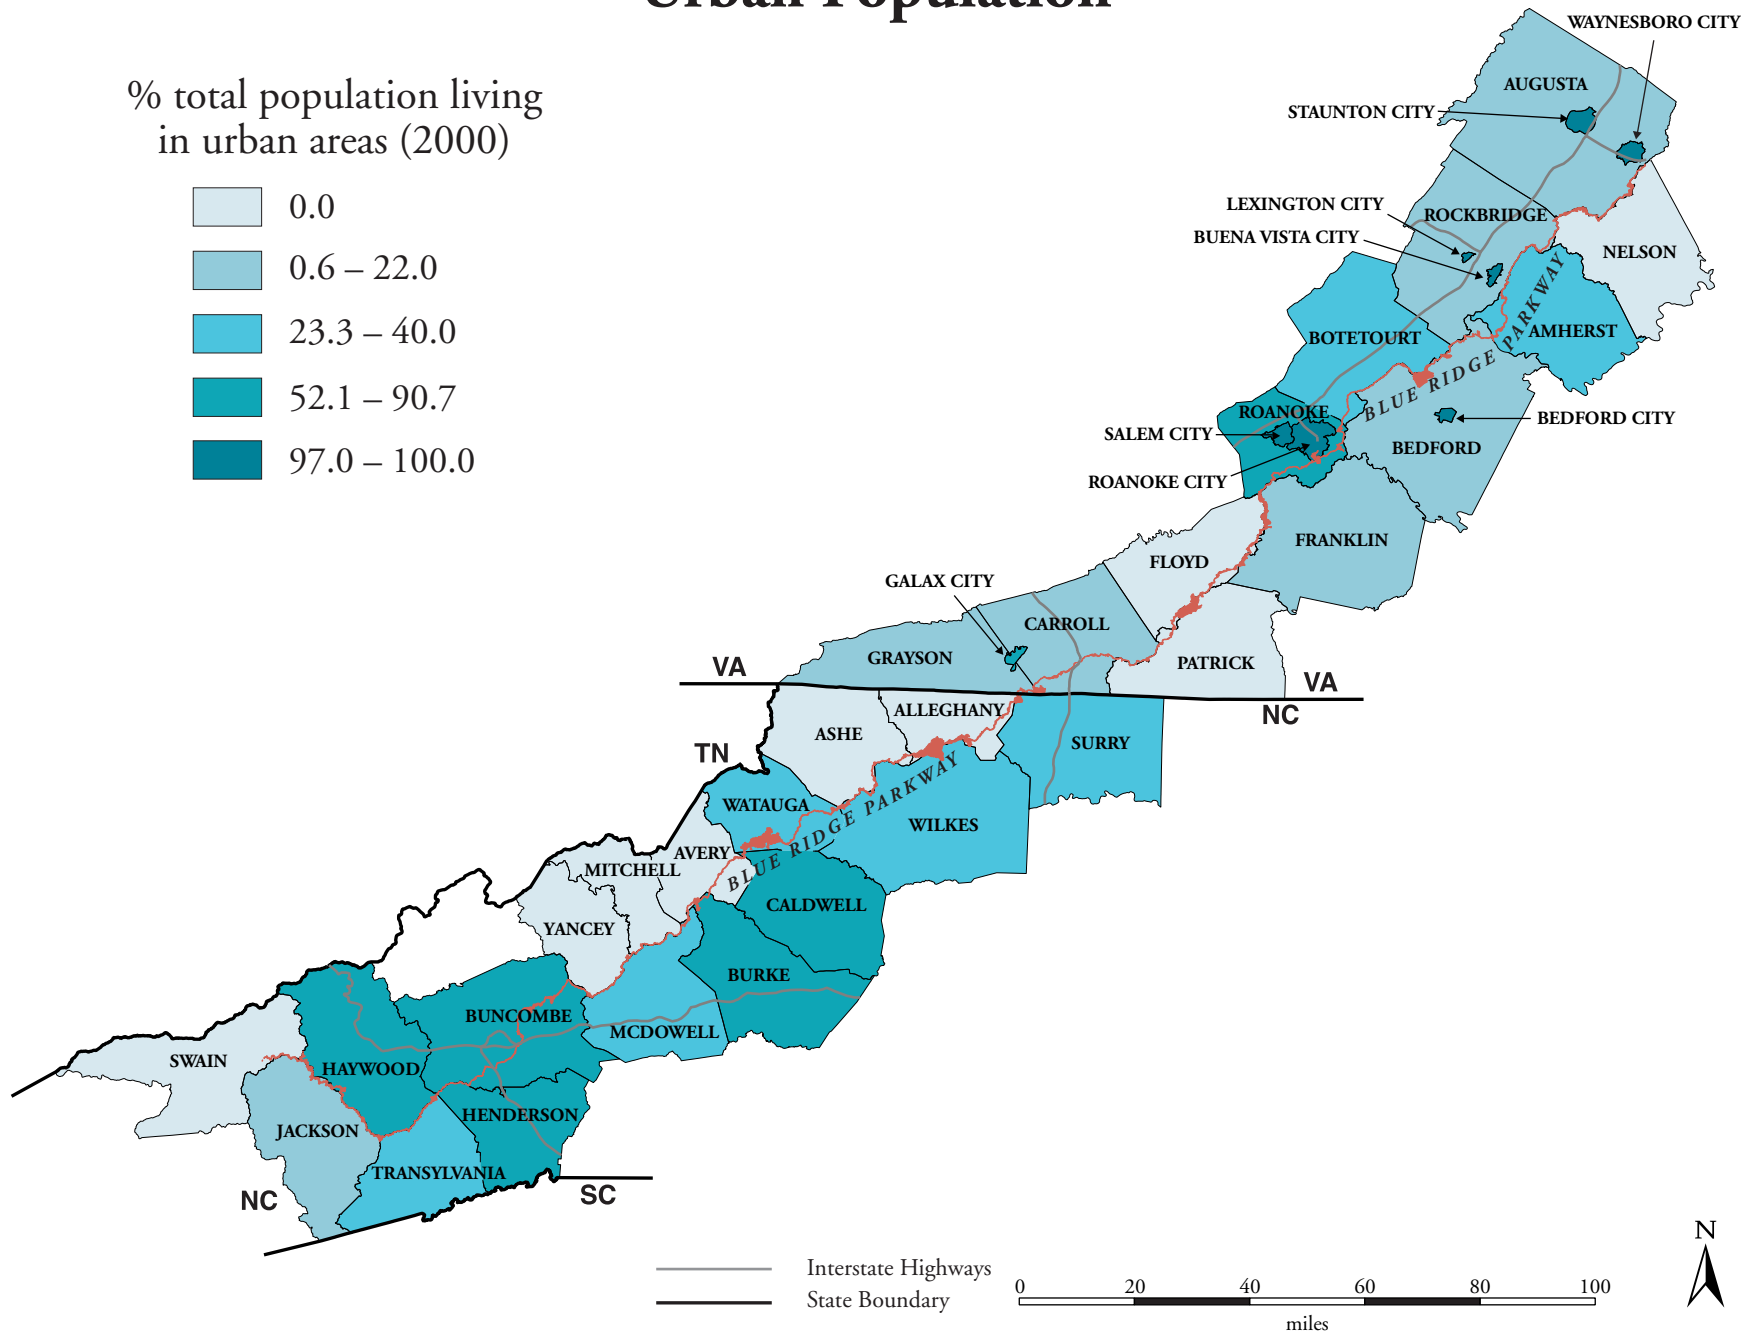 Urban Population
% total population living
in urban areas (2000)
0.0
0.6 – 22.0
23.3 – 40.0
52.1 – 90.7
97.0 – 100.0
WAYNESBORO CITY
AUGUSTA
STAUNTON CITY
LEXINGTON CITY
ROCKBRIDGE
BUENA VISTA CITY
NELSON
BOTETOURT
AMHERST
BLUE RIDGE PARKWAY
ROANOKE
SALEM CITY
BEDFORD CITY
BEDFORD
ROANOKE CITY
FRANKLIN
FLOYD
GALAX CITY
CARROLL
GRAYSON
PATRICK
VA
VA
NC
ALLEGHANY
ASHE
SURRY
TN
WATAUGA
WILKES
BLUE RIDGE PARKWAY
AVERY
MITCHELL
CALDWELL
YANCEY
BURKE
BUNCOMBE
MCDOWELL
SWAIN
HAYWOOD
HENDERSON
JACKSON
TRANSYLVANIA
NC
SC
Interstate Highways
State Boundary
0 20 40 60 80 100
miles
N